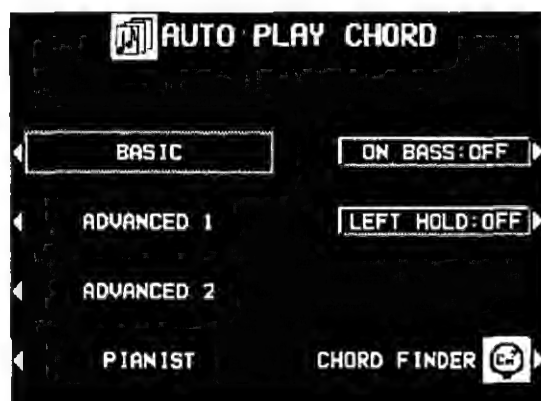 AUTO PLAY CHORD
BASIC
ON BASS:OFF
ADVANCED 1
LEFT HOLD:OFF
ADVANCED 2
PIANIST
CHORD FINDER